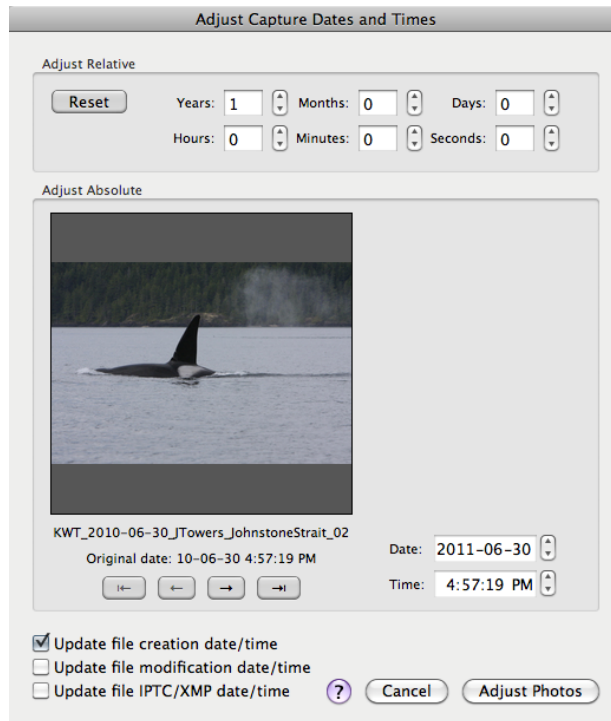 Adjust Capture Dates and Times
Adjust Relative
Reset Years: 1 Months: 0 Days: 0
Hours: 0 Minutes: 0 Seconds: 0
Adjust Absolute
KWT_2010-06-30_JTowers_JohnstoneStrait_02
Original date: 10-06-30 4:57:19 PM
Date: 2011-06-30
Time: 4:57:19 PM
Update file creation date/time
Update file modification date/time
Update file IPTC/XMP date/time ? Cancel Adjust Photos